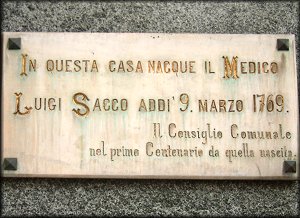 In questa casa nacque il Medico
Luigi Sacco addi' 9. marzo 1769.
Il Consiglio Comunale
nel primo Centenario da quella nascita.